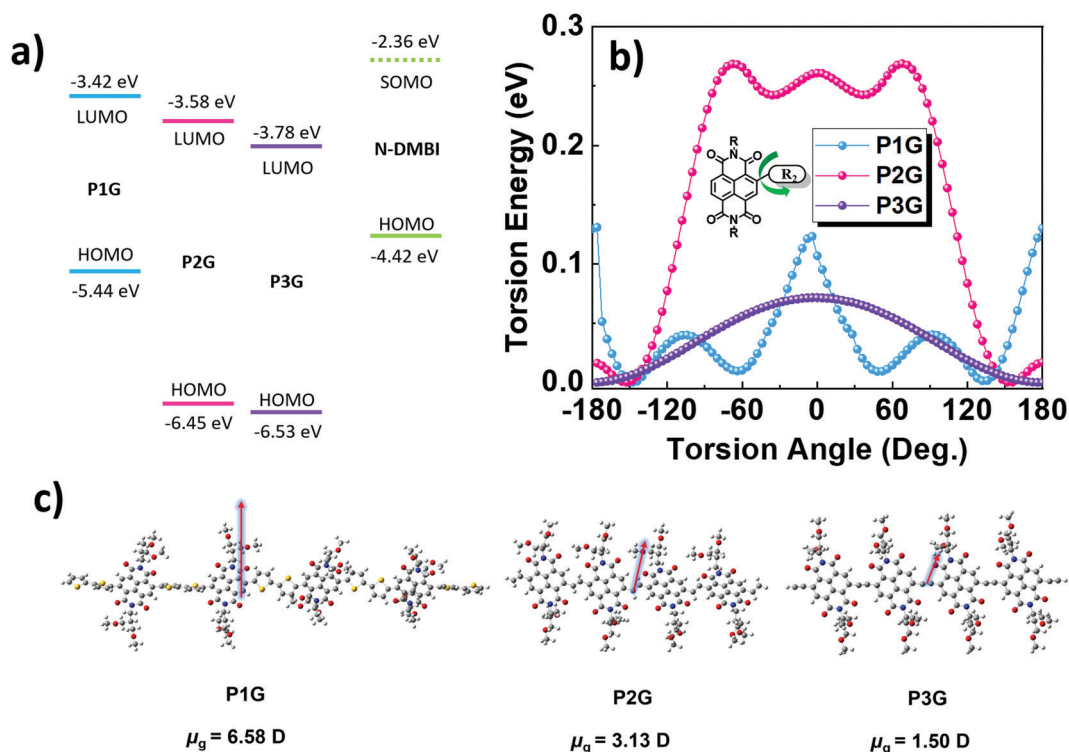 a)
-3.42 eV
LUMO
P1G
HOMO
-5.44 eV
-3.58 eV
LUMO
P2G
HOMO
-6.45 eV
-3.78 eV
LUMO
P3G
HOMO
-6.53 eV
-2.36 eV
SOMO
N-DMBI
HOMO
-4.42 eV
b)
Torsion Energy (eV)
0.3
0.2
0.1
0.0
-180 -120 -60 0 60 120 180
Torsion Angle (Deg.)
R
O N O
R₂
O N O
R
P1G
P2G
P3G
c)
P1G
μg = 6.58 D
P2G
μg = 3.13 D
P3G
μg = 1.50 D